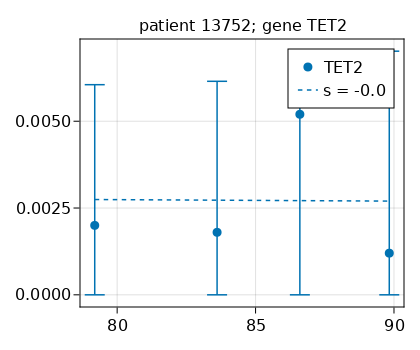 patient 13752; gene TET2
TET2
s = -0.0
0.0050
0.0025
0.0000
80
85
90